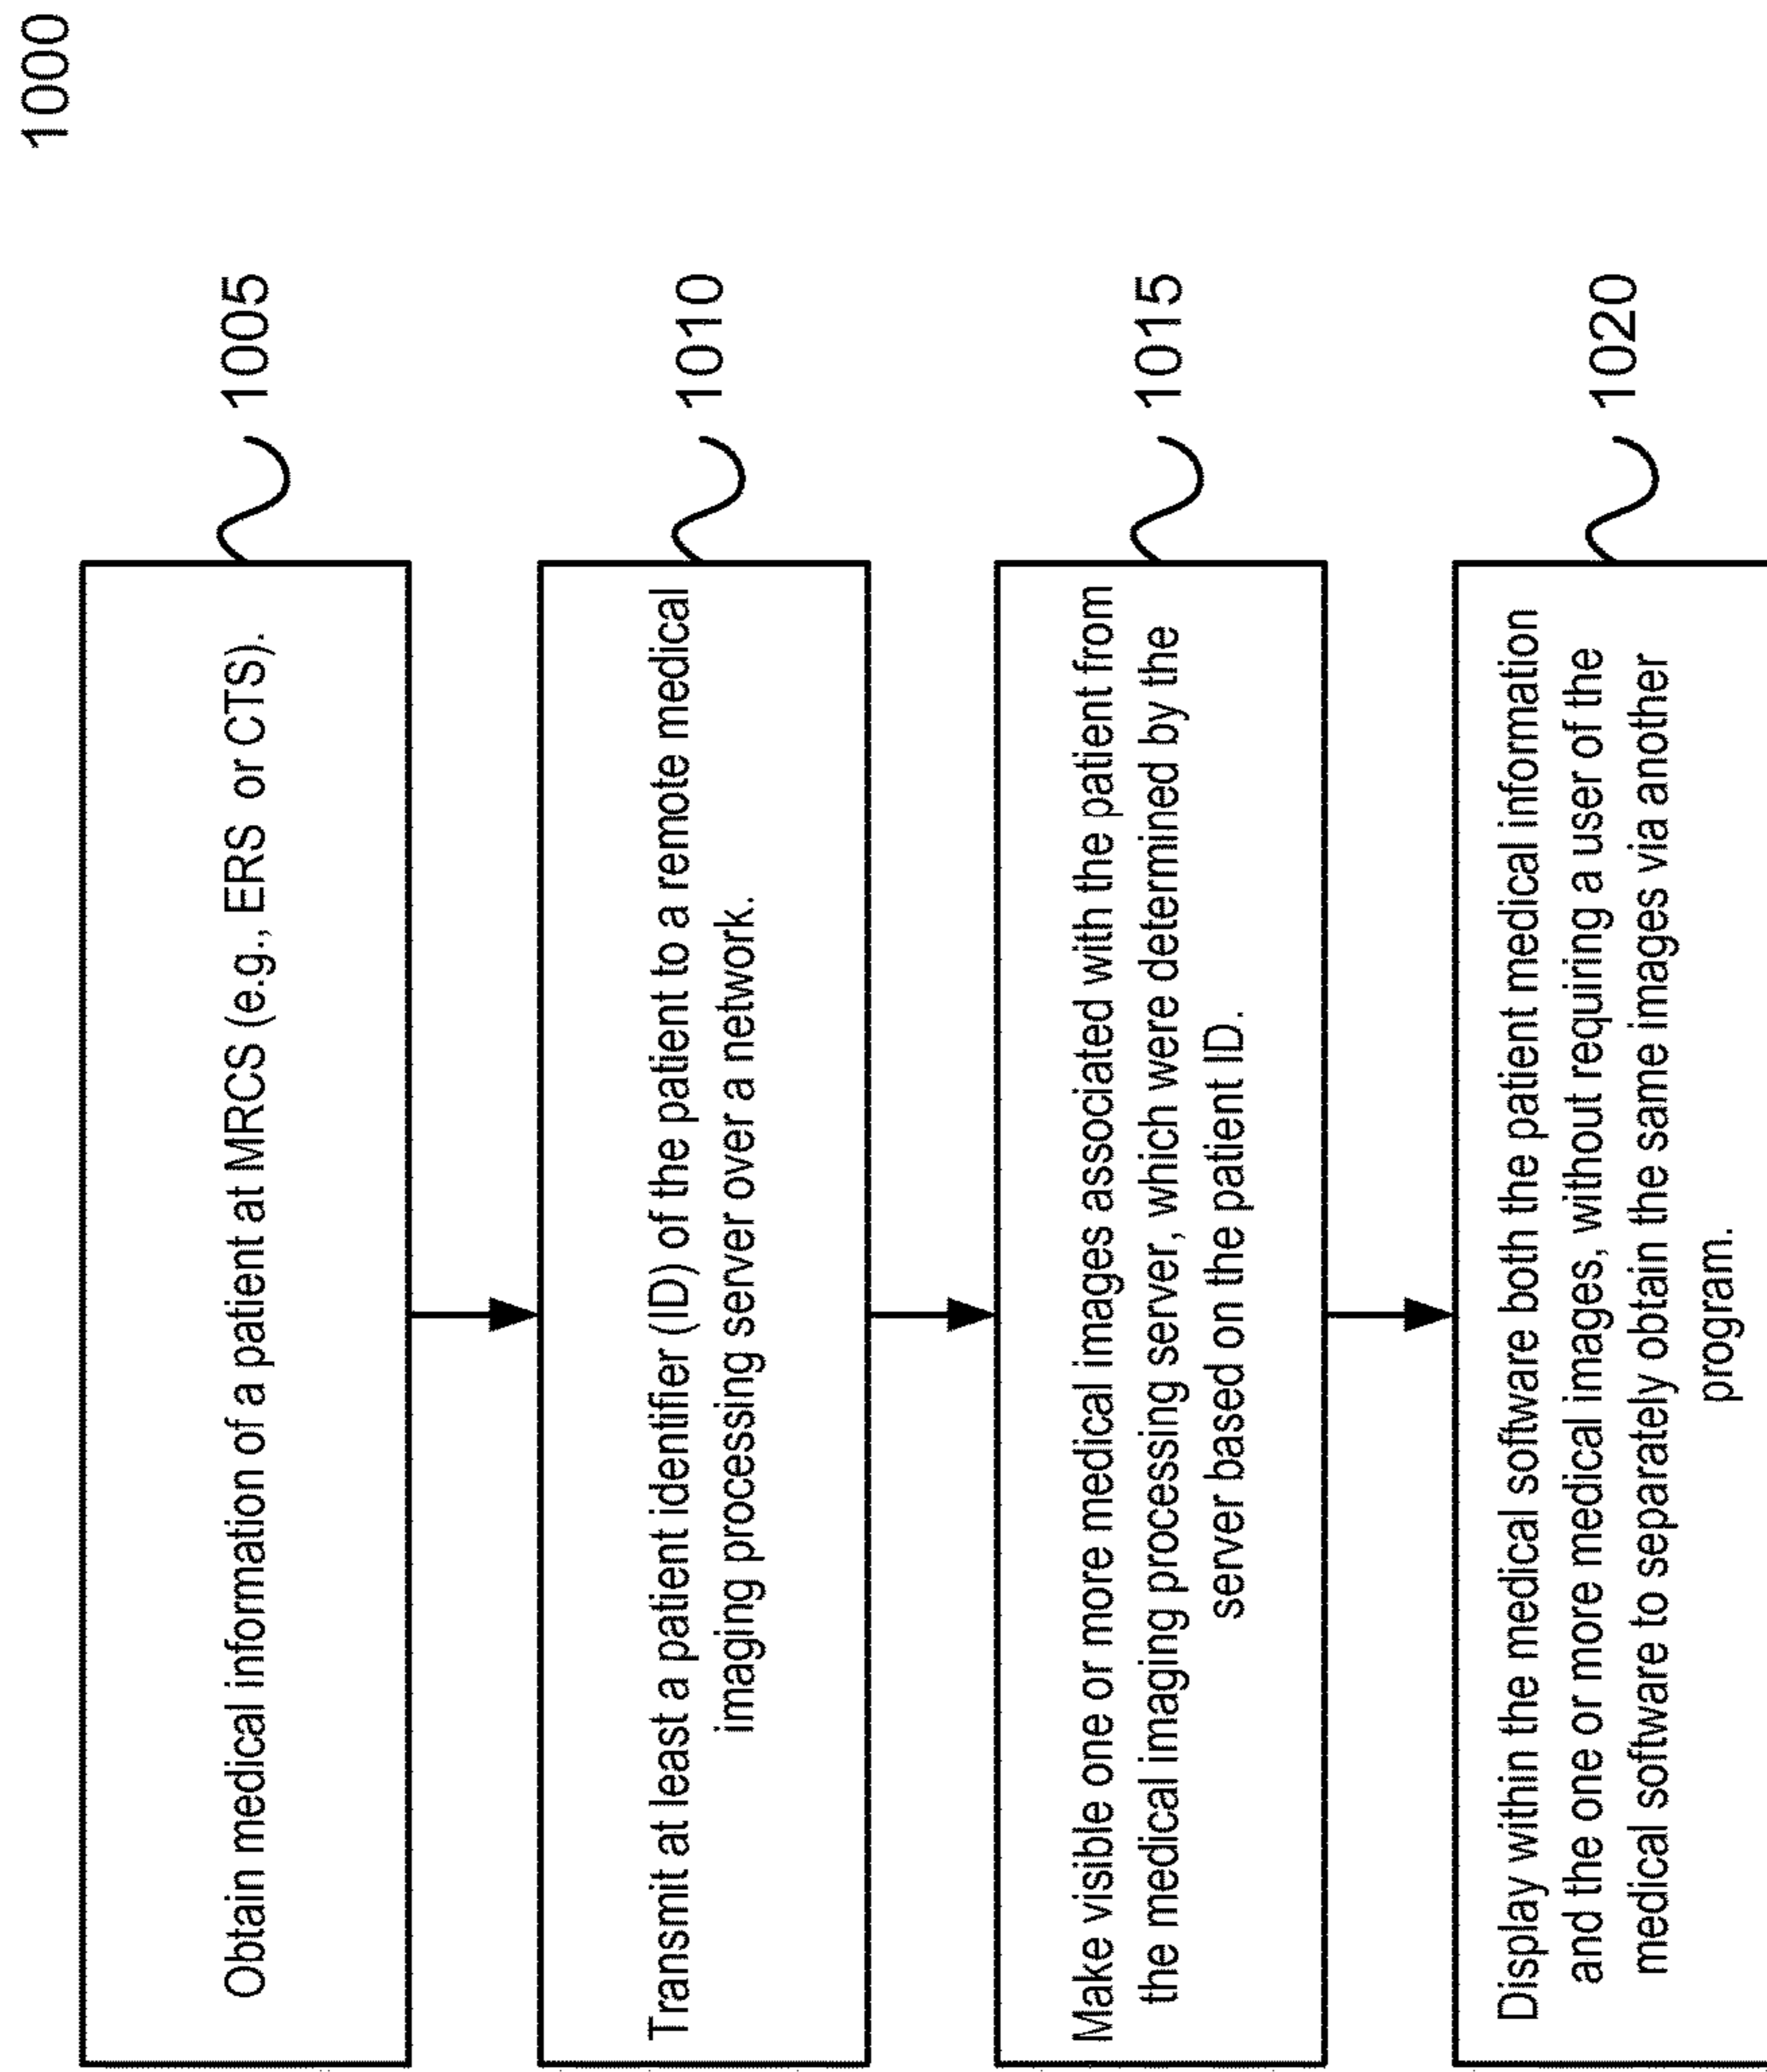 1000
Obtain medical information of a patient at MRCS (e.g., ERS or CTS).
1005
Transmit at least a patient identifier (ID) of the patient to a remote medical
imaging processing server over a network.
1010
Make visible one or more medical images associated with the patient from
the medical imaging processing server, which were determined by the
server based on the patient ID.
1015
Display within the medical software both the patient medical information
and the one or more medical images, without requiring a user of the
medical software to separately obtain the same images via another
program.
1020